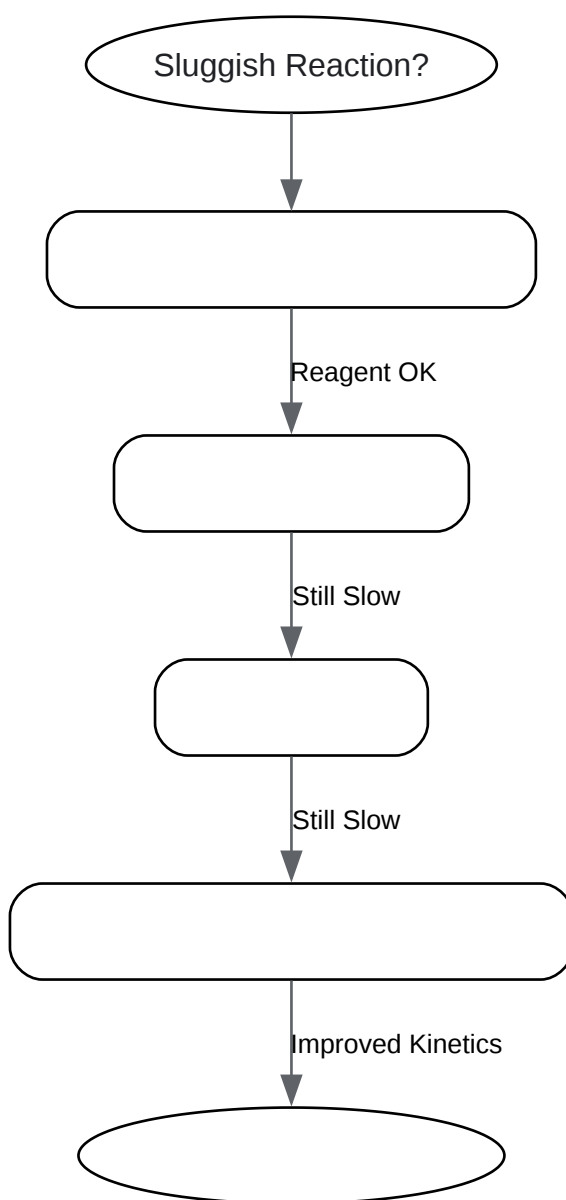 Sluggish Reaction?
Reagent OK
Still Slow
Still Slow
Improved Kinetics